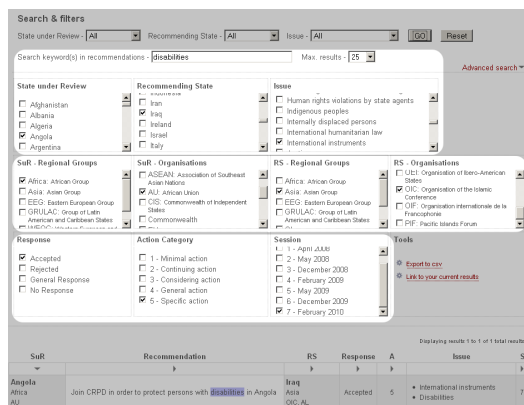 Search & filters
State under Review - All Recommending State - All Issue - All GO Reset
Search keyword(s) in recommendations - disabilities Max. results - 25
Advanced search
State under Review Recommending State Issue
Afghanistan
Albania
Algeria
Angola
Argentina
Indonesia
Iran
Iraq
Ireland
Israel
Italy
Human rights violations by state agents
Indigenous peoples
Internally displaced persons
International humanitarian law
International instruments
SuR - Regional Groups SuR - Organisations RS - Regional Groups RS - Organisations
Africa: African Group
Asia: Asian Group
EEG: Eastern European Group
GRULAC: Group of Latin
American and Caribbean States
WEOG: Western European and
ASEAN: Association of Southeast
Asian Nations
AU: African Union
CIS: Commonwealth of Independent
States
Commonwealth
Africa: African Group
Asia: Asian Group
EEG: Eastern European Group
GRULAC: Group of Latin
American and Caribbean States
OEI: Organisation of Ibero-American
States
OIC: Organisation of the Islamic
Conference
OIF: Organisation internationale de la
Francophonie
PIF: Pacific Islands Forum
Response Action Category Session Tools
Accepted
Rejected
General Response
No Response
1 - Minimal action
2 - Continuing action
3 - Considering action
4 - General action
5 - Specific action
1 - April 2008
2 - May 2008
3 - December 2008
4 - February 2009
5 - May 2009
6 - December 2009
7 - February 2010
Export to csv
Link to your current results
Displaying results 1 to 1 of 1 total results
SuR Recommendation RS Response A Issue S
Angola
Africa
AU
Join CRPD in order to protect persons with disabilities in Angola
Iraq
Asia
OIC, AL
Accepted 5
International instruments
Disabilities
7